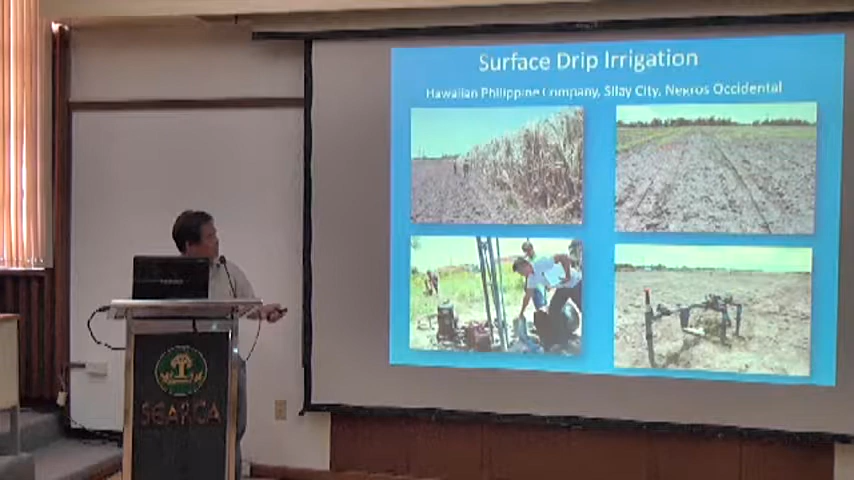 Surface Drip Irrigation
Hawaiian Philippine Company, Silay City, Negros Occidental
SEARCA